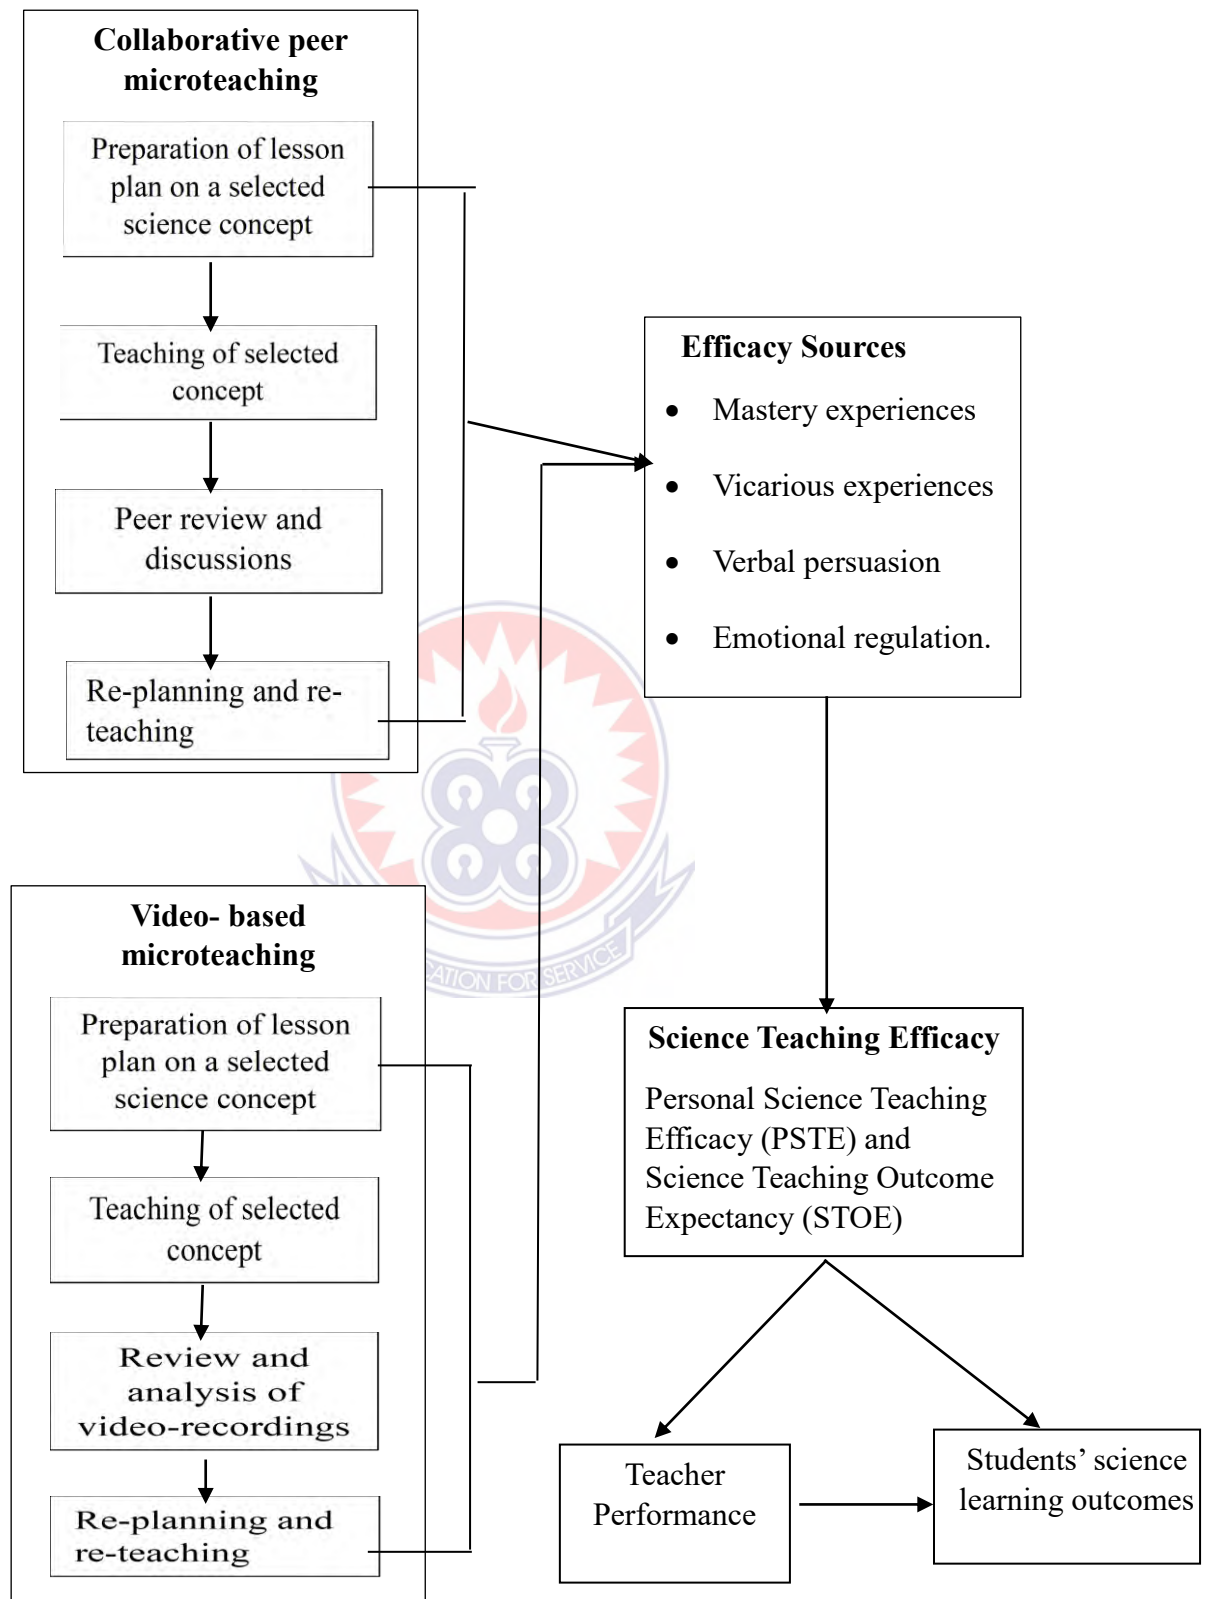 Collaborative peer
microteaching
Preparation of lesson
plan on a selected
science concept
Teaching of selected
concept
Peer review and
discussions
Re-planning and re-
teaching
Efficacy Sources
• Mastery experiences
• Vicarious experiences
• Verbal persuasion
• Emotional regulation.
Video- based
microteaching
Preparation of lesson
plan on a selected
science concept
Teaching of selected
concept
Review and
analysis of
video-recordings
Re-planning and
re-teaching
Science Teaching Efficacy
Personal Science Teaching
Efficacy (PSTE) and
Science Teaching Outcome
Expectancy (STOE)
Teacher
Performance
Students’ science
learning outcomes
FOR SERVICE